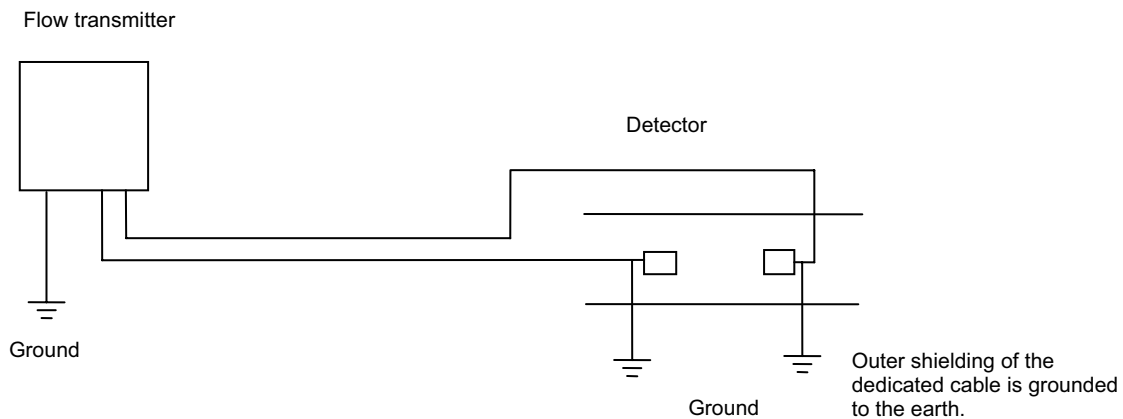 Flow transmitter
Detector
Ground
Outer shielding of the
dedicated cable is grounded
to the earth.
Ground